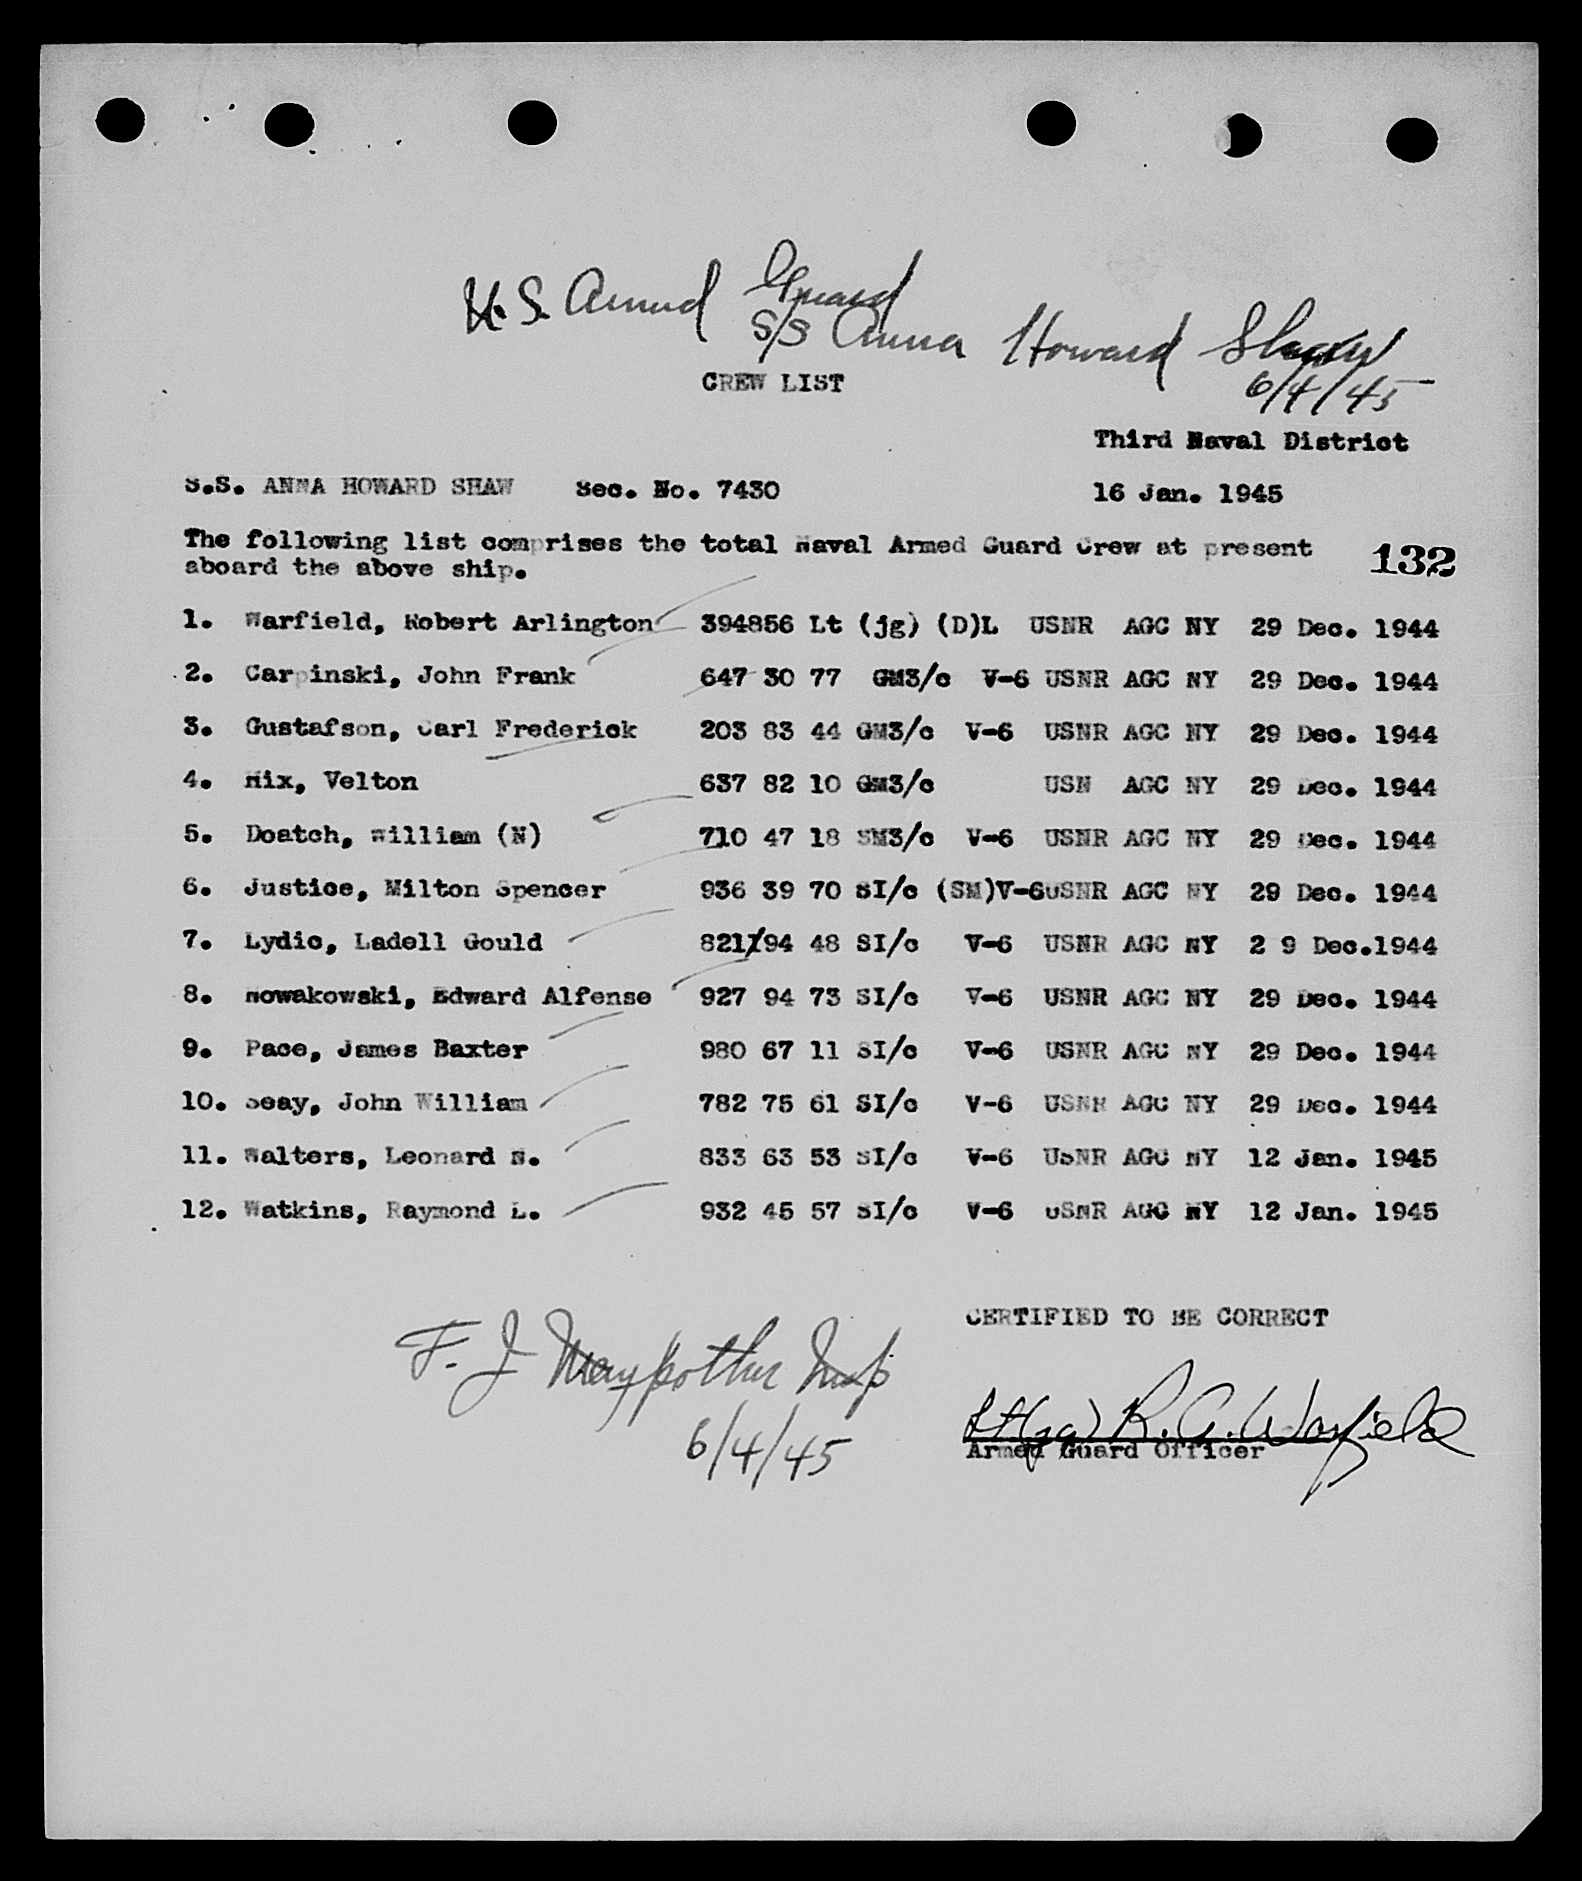 U.S. Armed Guard
S/S Anna Howard Shaw
6/4/45
CREW LIST
Third Naval District
S.S. ANNA HOWARD SHAW Sec. No. 7430 16 Jan. 1945
The following list comprises the total Naval Armed Guard Crew at present
aboard the above ship.
132
1. Warfield, Robert Arlington 394856 Lt (jg) (D)L USNR AGC NY 29 Dec. 1944
2. Carpinski, John Frank 647 30 77 GM3/c V-6 USNR AGC NY 29 Dec. 1944
3. Gustafson, Carl Frederick 203 83 44 GM3/c V-6 USNR AGC NY 29 Dec. 1944
4. Hix, Velton 637 82 10 GM3/c USN AGC NY 29 Dec. 1944
5. Doatch, William (N) 710 47 18 SM3/c V-6 USNR AGC NY 29 Dec. 1944
6. Justice, Milton Spencer 936 39 70 SI/c (SM)V-6USNR AGC NY 29 Dec. 1944
7. Lydic, Ladell Gould 821/94 48 SI/c V-6 USNR AGC NY 2 9 Dec.1944
8. Nowakowski, Edward Alfense 927 94 73 SI/c V-6 USNR AGC NY 29 Dec. 1944
9. Pace, James Baxter 980 67 11 SI/c V-6 USNR AGC NY 29 Dec. 1944
10. Seay, John William 782 75 61 SI/c V-6 USNR AGC NY 29 Dec. 1944
11. Walters, Leonard N. 833 63 53 SI/c V-6 USNR AGC NY 12 Jan. 1945
12. Watkins, Raymond L. 932 45 57 SI/c V-6 USNR AGC NY 12 Jan. 1945
CERTIFIED TO BE CORRECT
F. J Maypother Insp
6/4/45
Lt(jg) R. A. Warfield
Armed Guard Officer